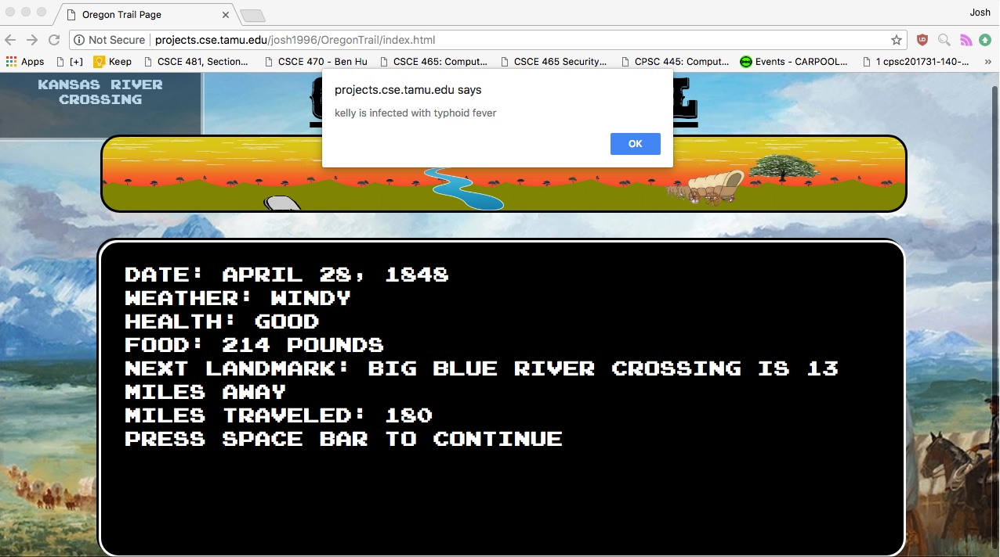 Oregon Trail Page
Josh
Not Secure
projects.cse.tamu.edu/josh1996/OregonTrail/index.html
Apps
[+]
Keep
CSCE 481, Section...
CSCE 470 - Ben Hu
CSCE 465: Comput...
CSCE 465 Security...
CPSC 445: Comput...
Events - CARPOOL...
1 cpsc201731-140-...
KANSAS RIVER
CROSSING
projects.cse.tamu.edu says
kelly is infected with typhoid fever
OK
DATE: APRIL 28, 1848
WEATHER: WINDY
HEALTH: GOOD
FOOD: 214 POUNDS
NEXT LANDMARK: BIG BLUE RIVER CROSSING IS 13
MILES AWAY
MILES TRAVELED: 180
PRESS SPACE BAR TO CONTINUE